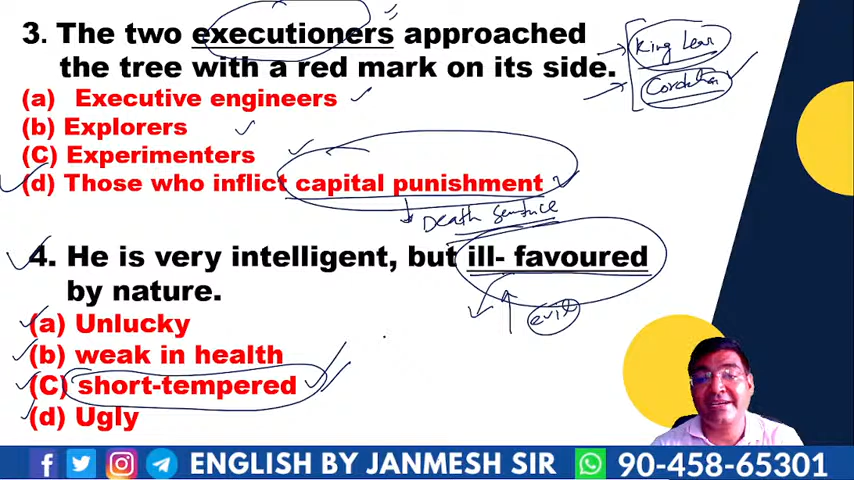 3. The two executioners approached
the tree with a red mark on its side.
(a) Executive engineers
(b) Explorers
(C) Experimenters
(d) Those who inflict capital punishment
King Lear
Cordelia
Death Sentence
4. He is very intelligent, but ill- favoured
by nature.
evil
(a) Unlucky
(b) weak in health
(C) short-tempered
(d) Ugly
ENGLISH BY JANMESH SIR 90-458-65301